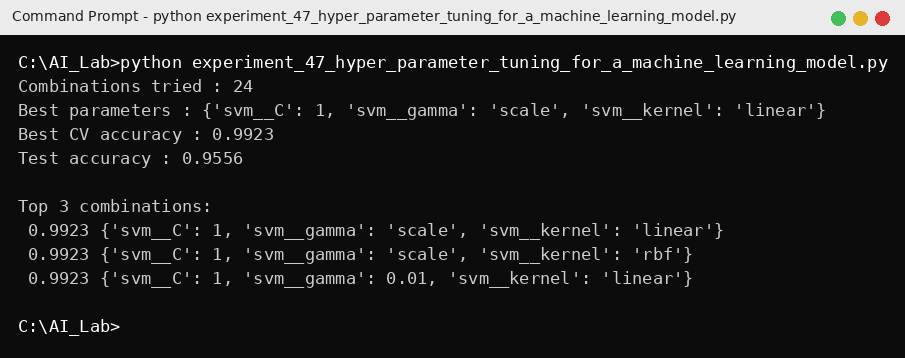 Command Prompt - python experiment_47_hyper_parameter_tuning_for_a_machine_learning_model.py
C:\AI_Lab>python experiment_47_hyper_parameter_tuning_for_a_machine_learning_model.py
Combinations tried : 24
Best parameters : {'svm__C': 1, 'svm__gamma': 'scale', 'svm__kernel': 'linear'}
Best CV accuracy : 0.9923
Test accuracy : 0.9556

Top 3 combinations:
 0.9923 {'svm__C': 1, 'svm__gamma': 'scale', 'svm__kernel': 'linear'}
 0.9923 {'svm__C': 1, 'svm__gamma': 'scale', 'svm__kernel': 'rbf'}
 0.9923 {'svm__C': 1, 'svm__gamma': 0.01, 'svm__kernel': 'linear'}

C:\AI_Lab>